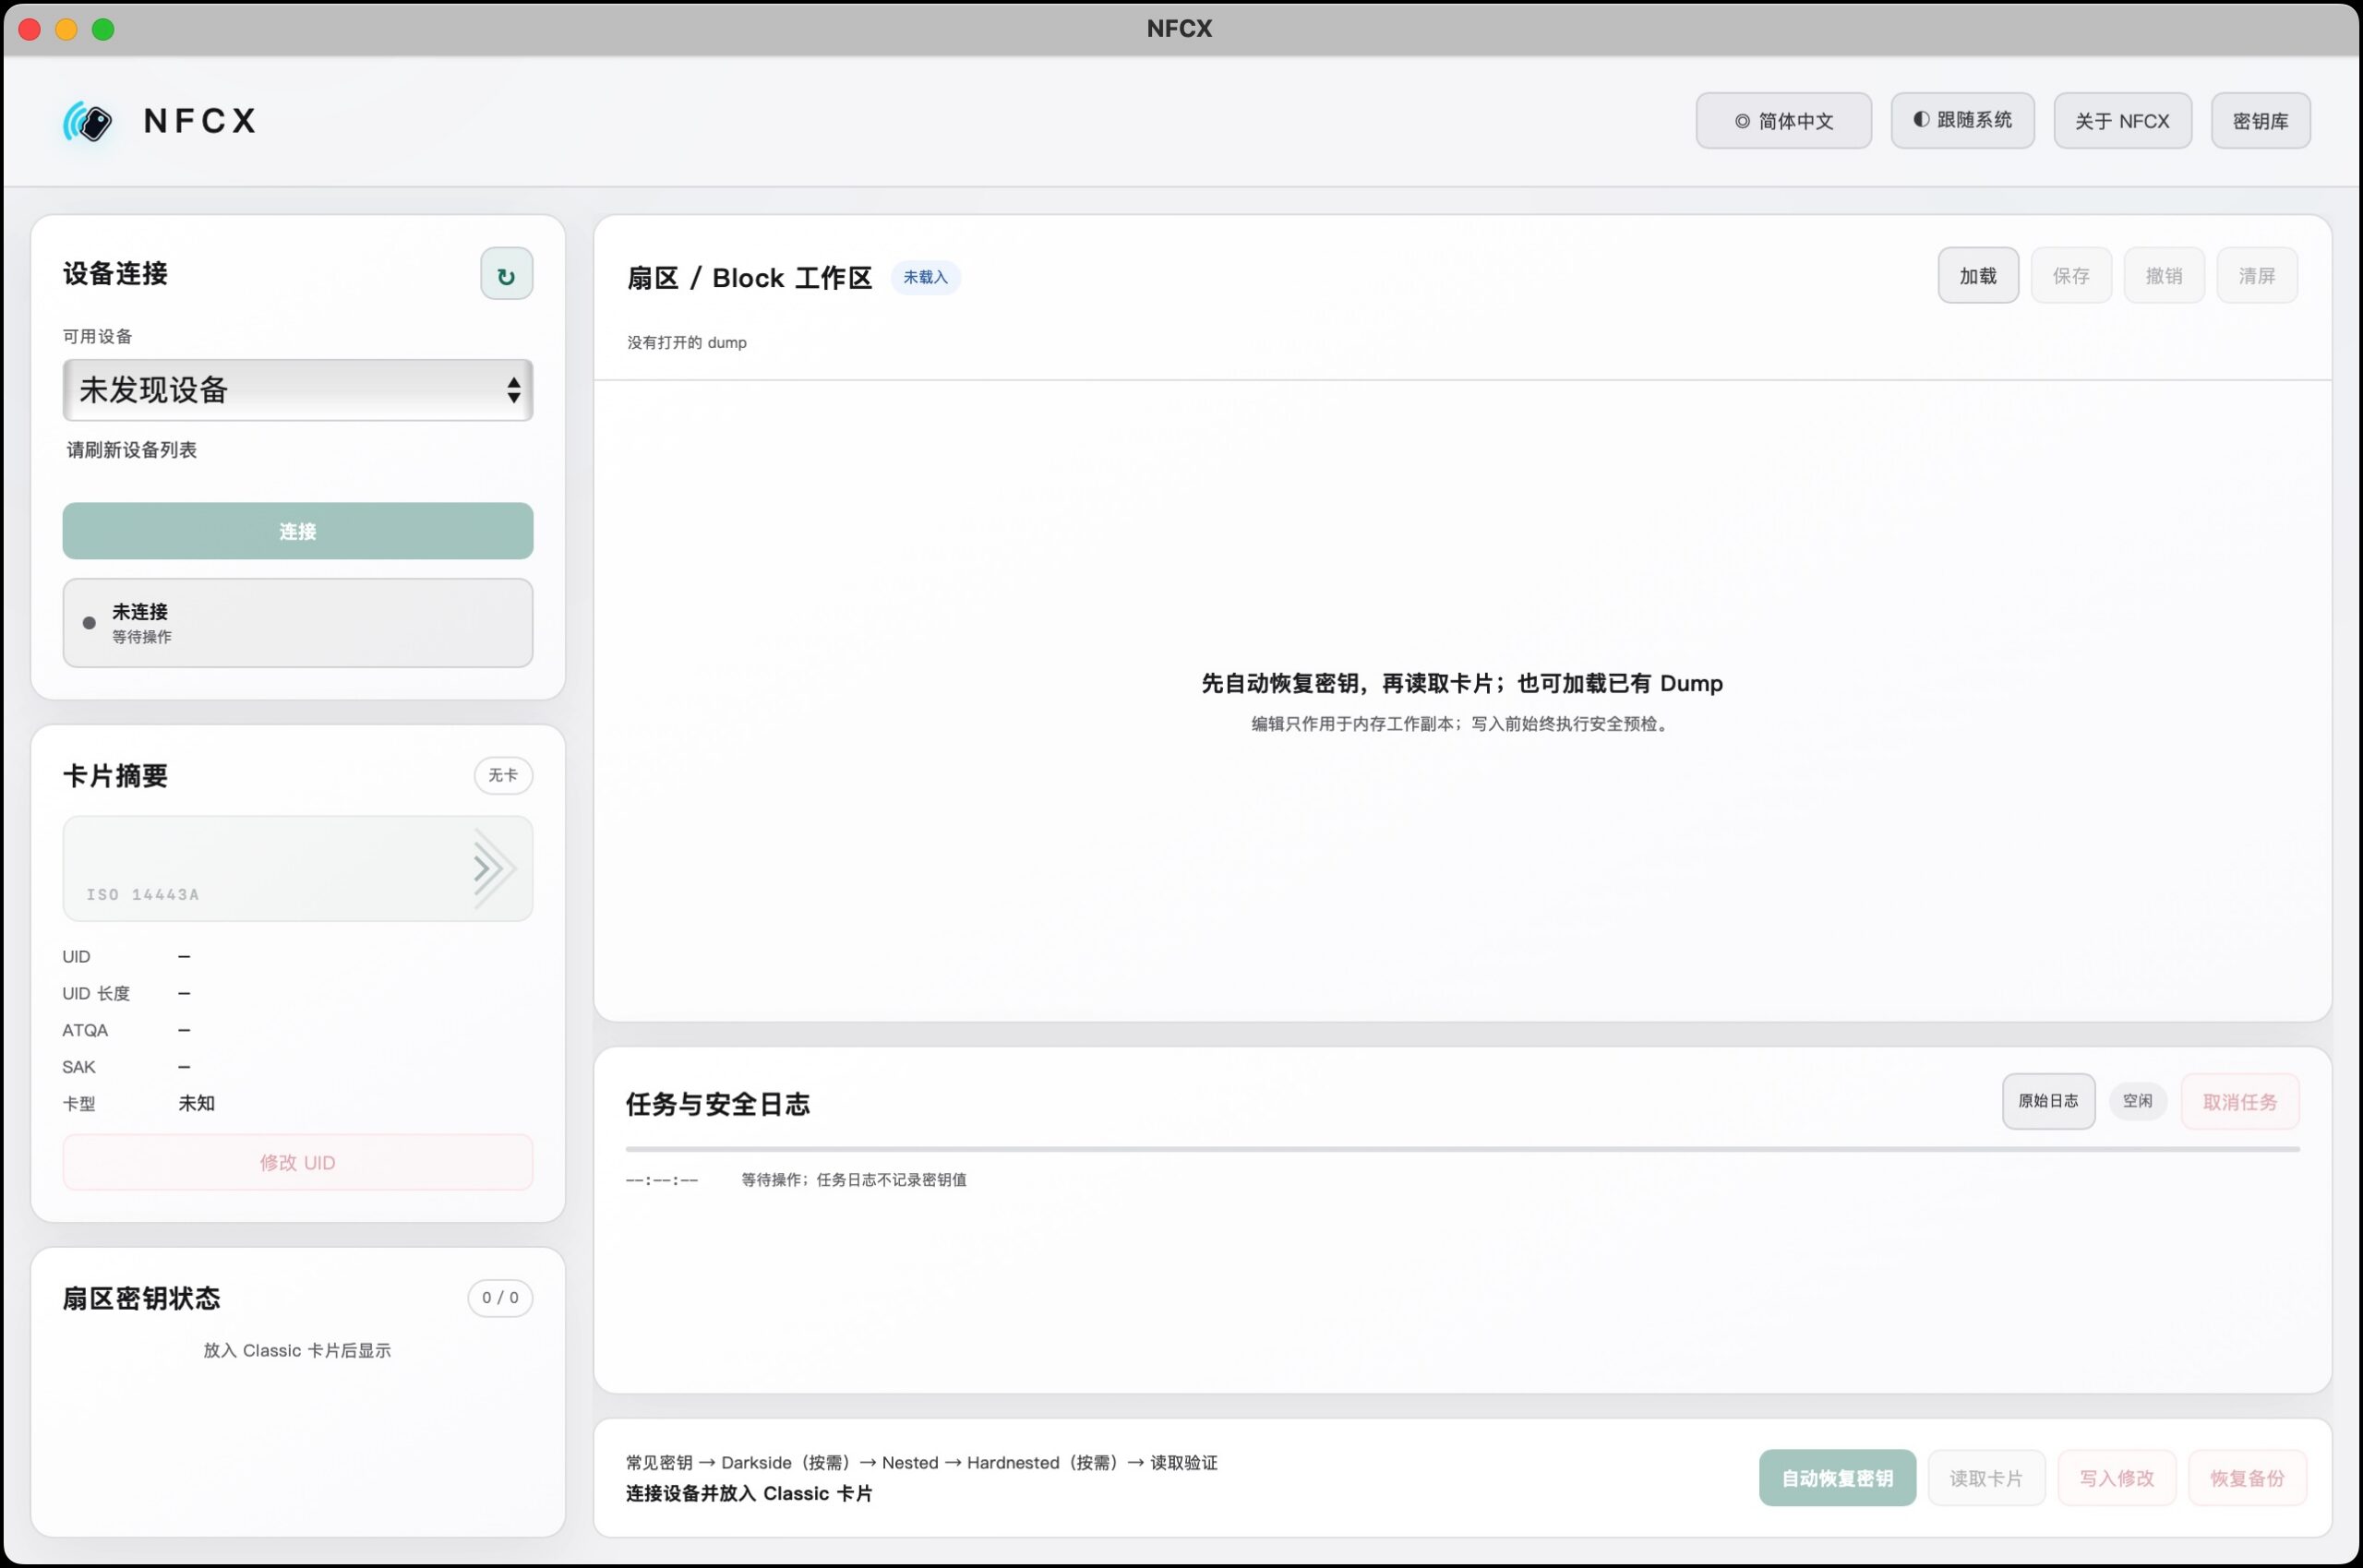 NFCX
NFCX
◎ 简体中文
◐ 跟随系统
关于 NFCX
密钥库
设备连接
↻
可用设备
未发现设备
请刷新设备列表
连接
未连接
等待操作
卡片摘要
无卡
ISO 14443A
UID —
UID 长度 —
ATQA —
SAK —
卡型 未知
修改 UID
扇区密钥状态
0 / 0
放入 Classic 卡片后显示
扇区 / Block 工作区
未载入
加载
保存
撤销
清屏
没有打开的 dump
先自动恢复密钥，再读取卡片；也可加载已有 Dump
编辑只作用于内存工作副本；写入前始终执行安全预检。
任务与安全日志
原始日志
空闲
取消任务
--:--:-- 等待操作；任务日志不记录密钥值
常见密钥 → Darkside（按需）→ Nested → Hardnested（按需）→ 读取验证
连接设备并放入 Classic 卡片
自动恢复密钥
读取卡片
写入修改
恢复备份